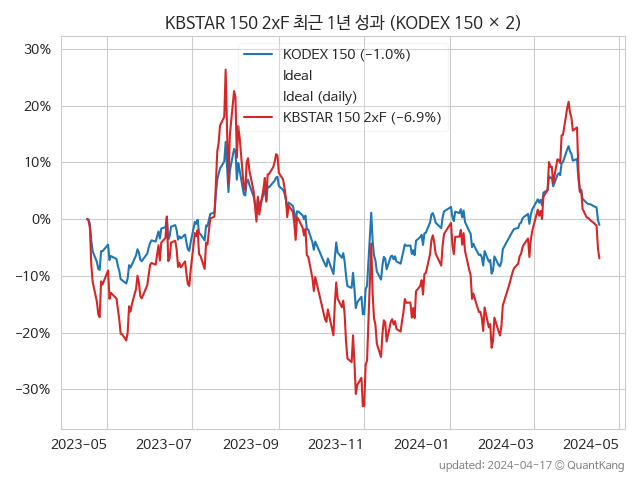 KBSTAR 150 2xF 최근 1년 성과 (KODEX 150 × 2)
KODEX 150 (−1.0%)
Ideal
Ideal (daily)
KBSTAR 150 2xF (−6.9%)
30%
20%
10%
0%
−10%
−20%
−30%
2023-05
2023-07
2023-09
2023-11
2024-01
2024-03
2024-05
updated: 2024-04-17 © QuantKang